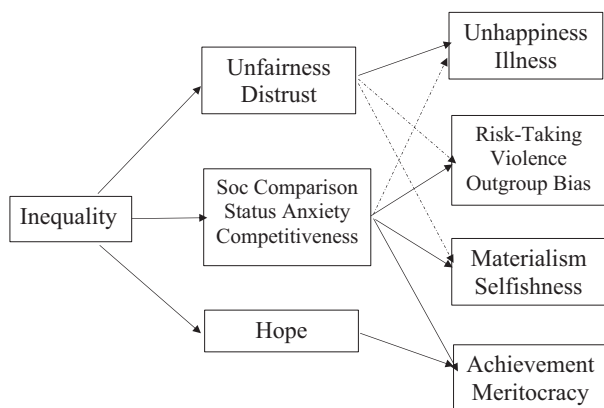 Inequality
Unfairness
Distrust
Soc Comparison
Status Anxiety
Competitiveness
Hope
Unhappiness
Illness
Risk-Taking
Violence
Outgroup Bias
Materialism
Selfishness
Achievement
Meritocracy